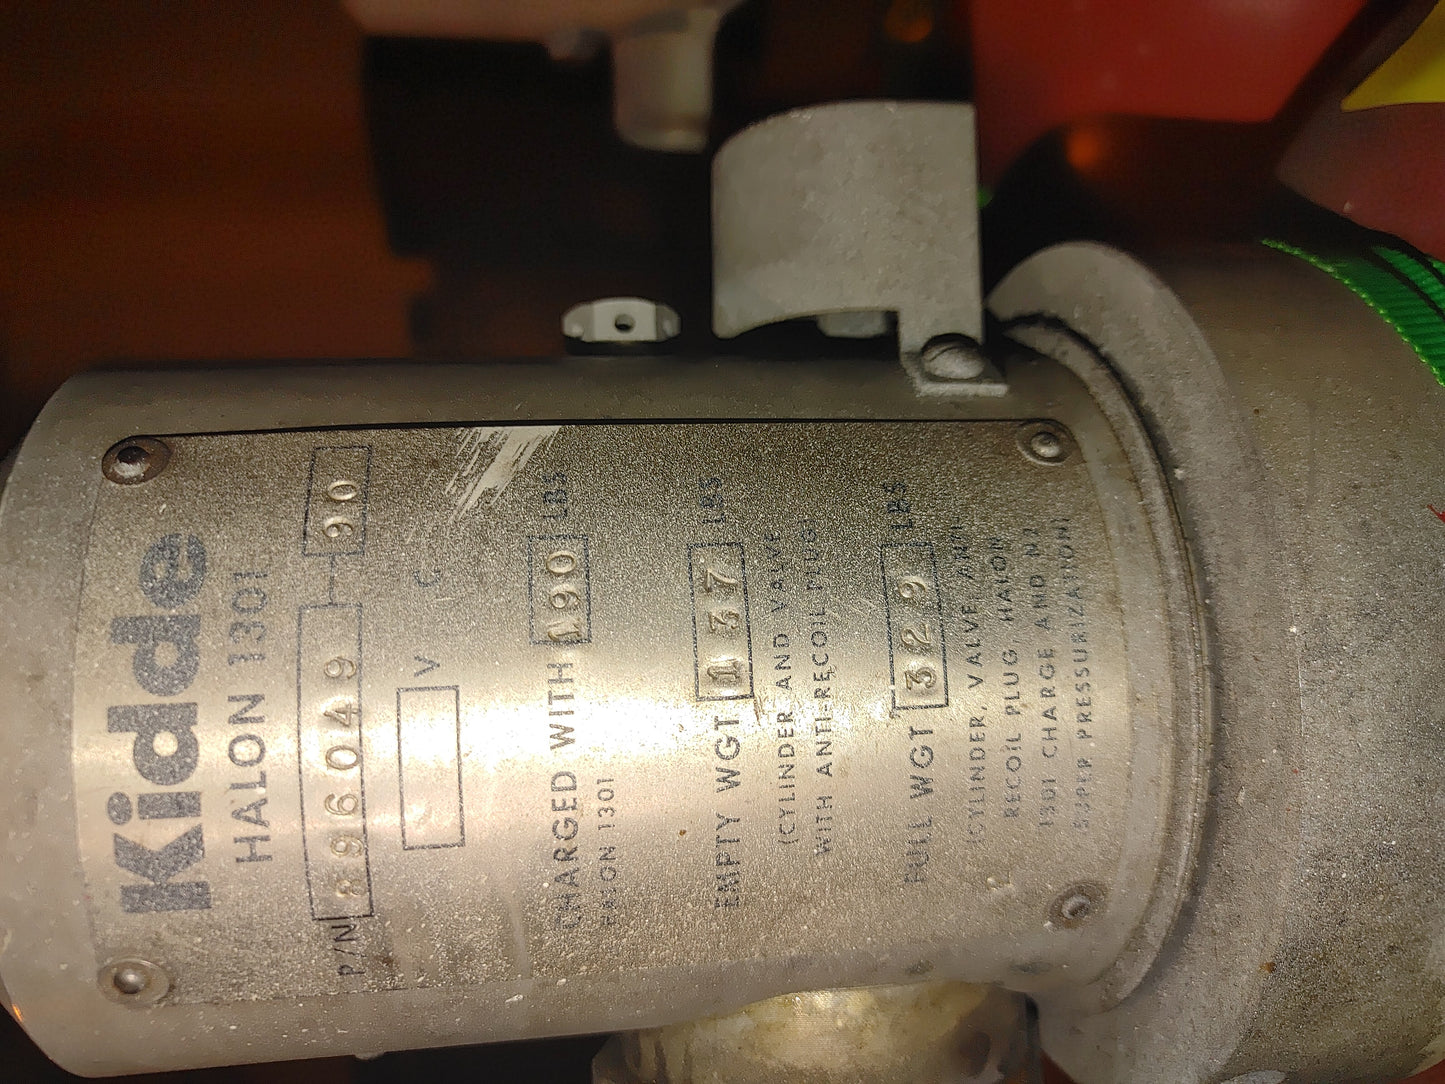 Kidde
HALON 1301
P/N 896049 - 90
V C
CHARGED WITH 190 LBS
HALON 1301
EMPTY WGT 137 LBS
(CYLINDER AND VALVE
WITH ANTI-RECOIL PLUG)
FULL WGT 329 LBS
(CYLINDER, VALVE ANTI-
RECOIL PLUG HALON
1301 CHARGE AND N2
SUPER PRESSURIZATION)